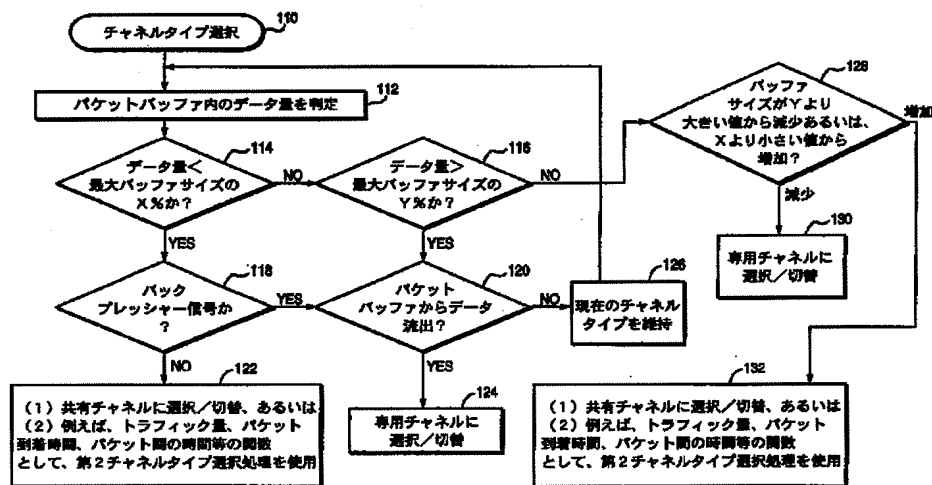 チャネルタイプ選択
110
パケットバッファ内のデータ量を判定
112
データ量<
最大バッファサイズの
X%か?
114
NO
データ量>
最大バッファサイズの
Y%か?
116
NO
バッファ
サイズがYより
大きい値から減少あるいは、
Xより小さい値から
増加?
128
増加
減少
専用チャネルに
選択/切替
130
YES
YES
バック
プレッシャー信号か
?
118
YES
パケット
バッファからデータ
流出?
120
NO
現在のチャネル
タイプを維持
126
NO
YES
(1)共有チャネルに選択/切替、あるいは
(2)例えば、トラフィック量、パケット
到着時間、パケット間の時間等の関数
として、第2チャネルタイプ選択処理を使用
122
専用チャネルに
選択/切替
124
(1)共有チャネルに選択/切替、あるいは
(2)例えば、トラフィック量、パケット
到着時間、パケット間の時間等の関数
として、第2チャネルタイプ選択処理を使用
132